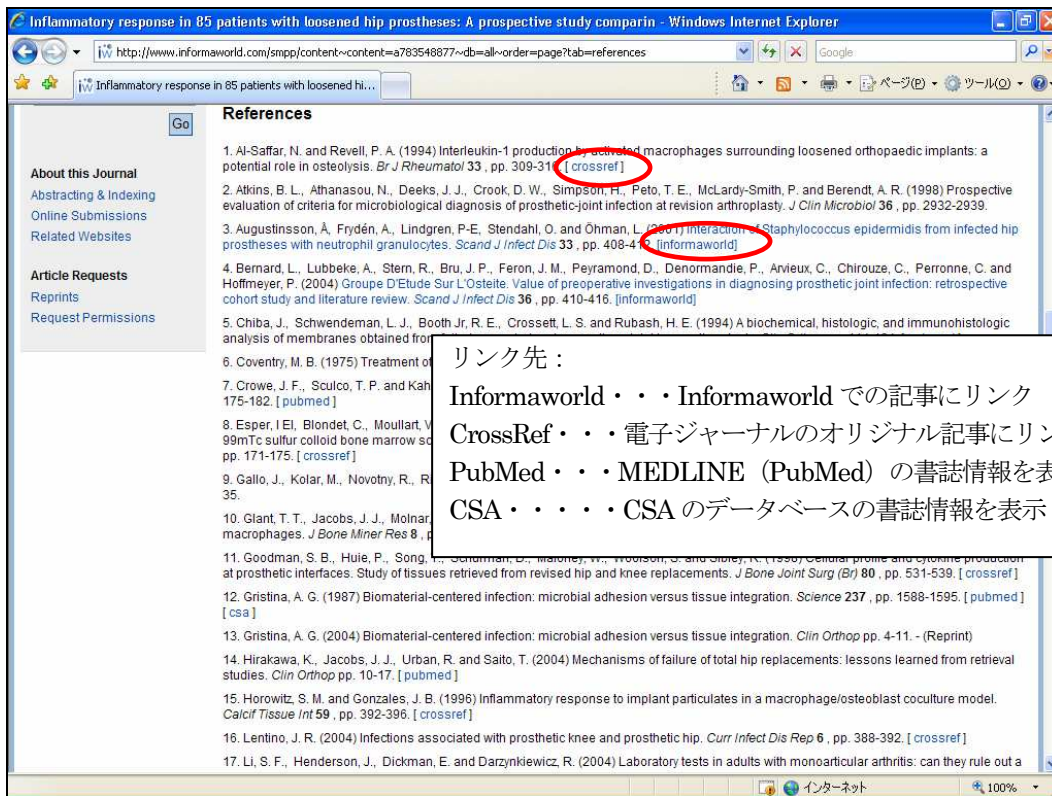 Inflammatory response in 85 patients with loosened hip prostheses: A prospective study comparin - Windows Internet Explorer
http://www.informaworld.com/smpp/content~content=a783548877~db=all~order=page?tab=references
Google
Inflammatory response in 85 patients with loosened hi...
ページ(P) ツール(O)
Go
About this Journal
Abstracting & Indexing
Online Submissions
Related Websites
Article Requests
Reprints
Request Permissions
References
1. Al-Saffar, N. and Revell, P. A. (1994) Interleukin-1 production by activated macrophages surrounding loosened orthopaedic implants: a
potential role in osteolysis. Br J Rheumatol 33 , pp. 309-316. [ crossref ]
2. Atkins, B. L., Athanasou, N., Deeks, J. J., Crook, D. W., Simpson, H., Peto, T. E., McLardy-Smith, P. and Berendt, A. R. (1998) Prospective
evaluation of criteria for microbiological diagnosis of prosthetic-joint infection at revision arthroplasty. J Clin Microbiol 36 , pp. 2932-2939.
3. Augustinsson, Å, Frydén, A., Lindgren, P-E, Stendahl, O. and Öhman, L. (2001) Interaction of Staphylococcus epidermidis from infected hip
prostheses with neutrophil granulocytes. Scand J Infect Dis 33 , pp. 408-412. [informaworld]
4. Bernard, L., Lubbeke, A., Stern, R., Bru, J. P., Feron, J. M., Peyramond, D., Denormandie, P., Arvieux, C., Chirouze, C., Perronne, C. and
Hoffmeyer, P. (2004) Groupe D'Etude Sur L'Osteite. Value of preoperative investigations in diagnosing prosthetic joint infection: retrospective
cohort study and literature review. Scand J Infect Dis 36 , pp. 410-416. [informaworld]
5. Chiba, J., Schwendeman, L. J., Booth Jr, R. E., Crossett, L. S. and Rubash, H. E. (1994) A biochemical, histologic, and immunohistologic
analysis of membranes obtained from
6. Coventry, M. B. (1975) Treatment of
7. Crowe, J. F., Sculco, T. P. and Kah
175-182. [ pubmed ]
8. Esper, I El, Blondet, C., Moullart, V
99mTc sulfur colloid bone marrow sc
pp. 171-175. [ crossref ]
9. Gallo, J., Kolar, M., Novotny, R., Ri
35.
10. Glant, T. T., Jacobs, J. J., Molnar,
macrophages. J Bone Miner Res 8 , p
リンク先：
Informaworld・・・Informaworld での記事にリンク
CrossRef・・・電子ジャーナルのオリジナル記事にリン
PubMed・・・MEDLINE（PubMed）の書誌情報を表
CSA・・・・・CSA のデータベースの書誌情報を表示
11. Goodman, S. B., Huie, P., Song, Y., Schurman, D., Maloney, W., Woolson, S. and Sibley, R. (1998) Cellular profile and cytokine production
at prosthetic interfaces. Study of tissues retrieved from revised hip and knee replacements. J Bone Joint Surg (Br) 80 , pp. 531-539. [ crossref ]
12. Gristina, A. G. (1987) Biomaterial-centered infection: microbial adhesion versus tissue integration. Science 237 , pp. 1588-1595. [ pubmed ]
[ csa ]
13. Gristina, A. G. (2004) Biomaterial-centered infection: microbial adhesion versus tissue integration. Clin Orthop pp. 4-11. - (Reprint)
14. Hirakawa, K., Jacobs, J. J., Urban, R. and Saito, T. (2004) Mechanisms of failure of total hip replacements: lessons learned from retrieval
studies. Clin Orthop pp. 10-17. [ pubmed ]
15. Horowitz, S. M. and Gonzales, J. B. (1996) Inflammatory response to implant particulates in a macrophage/osteoblast coculture model.
Calcif Tissue Int 59 , pp. 392-396. [ crossref ]
16. Lentino, J. R. (2004) Infections associated with prosthetic knee and prosthetic hip. Curr Infect Dis Rep 6 , pp. 388-392. [ crossref ]
17. Li, S. F., Henderson, J., Dickman, E. and Darzynkiewicz, R. (2004) Laboratory tests in adults with monoarticular arthritis: can they rule out a
インターネット
100%